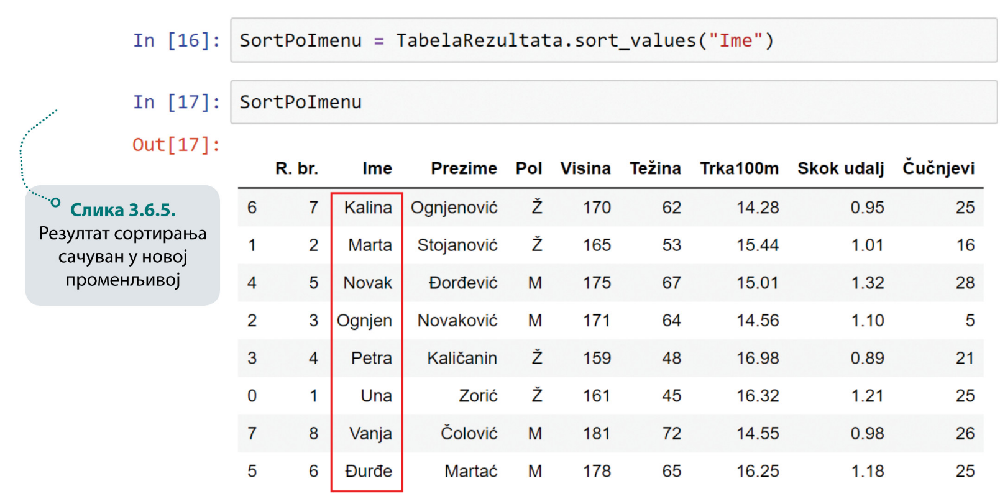 In [16]: SortPoImenu = TabelaRezultata.sort_values("Ime")
In [17]: SortPoImenu
Out[17]:
R. br. Ime Prezime Pol Visina Težina Trka100m Skok udalj Čučnjevi
6 7 Kalina Ognjenović Ž 170 62 14.28 0.95 25
1 2 Marta Stojanović Ž 165 53 15.44 1.01 16
4 5 Novak Đorđević M 175 67 15.01 1.32 28
2 3 Ognjen Novaković M 171 64 14.56 1.10 5
3 4 Petra Kaličanin Ž 159 48 16.98 0.89 21
0 1 Una Zorić Ž 161 45 16.32 1.21 25
7 8 Vanja Čolović M 181 72 14.55 0.98 26
5 6 Đurđe Martać M 178 65 16.25 1.18 25
Слика 3.6.5.
Резултат сортирања
сачуван у новој
променљивој